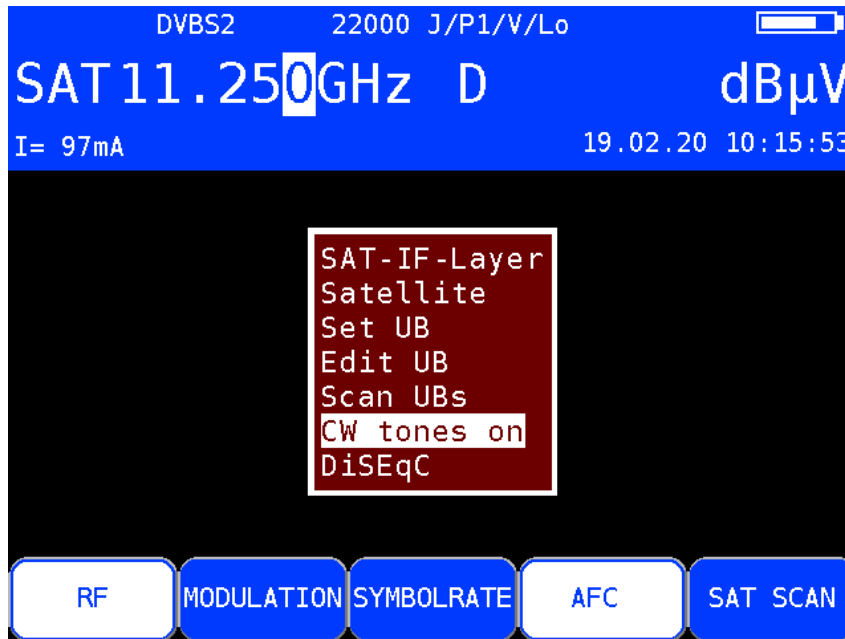 DVBS2 22000 J/P1/V/Lo
SAT 11.250GHz D dBµV
I= 97mA 19.02.20 10:15:53
SAT-IF-Layer
Satellite
Set UB
Edit UB
Scan UBs
CW tones on
DiSEqC
RF MODULATION SYMBOLRATE AFC SAT SCAN